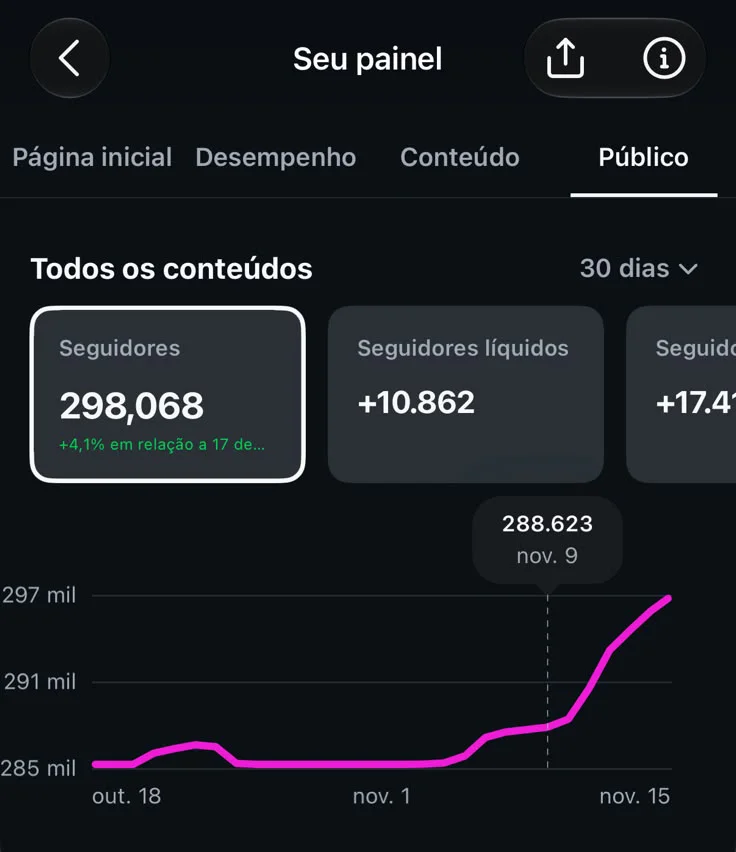 Seu painel
Página inicial Desempenho Conteúdo Público
Todos os conteúdos 30 dias
Seguidores
298,068
+4,1% em relação a 17 de...
Seguidores líquidos
+10.862
+17.4
288.623
nov. 9
297 mil
291 mil
285 mil
out. 18 nov. 1 nov. 15